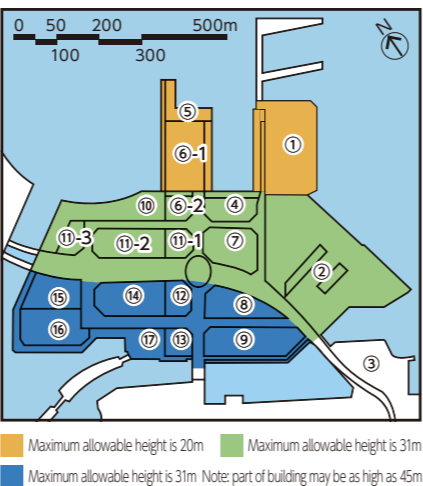 0 50 200 500m
100 300
N
⑤
①
⑥-1
⑩ ⑥-2 ④
⑪-3 ⑪-2 ⑪-1 ⑦
②
⑮ ⑭ ⑫ ⑧
⑯ ⑰ ⑬ ⑨
③
Maximum allowable height is 20m Maximum allowable height is 31m
Maximum allowable height is 31m Note: part of building may be as high as 45m